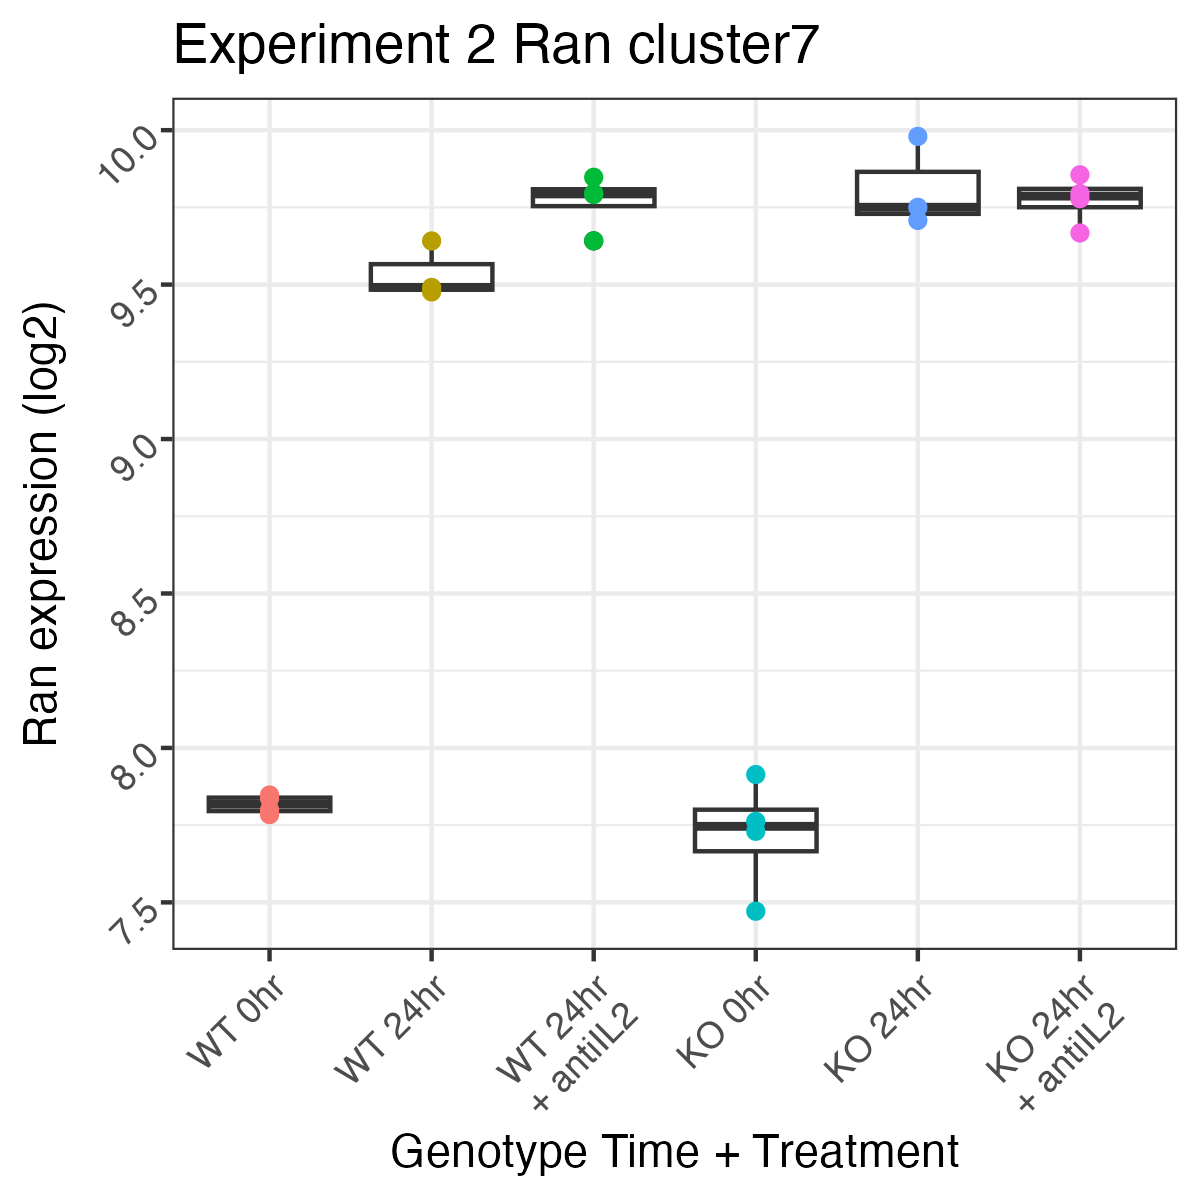 Experiment 2 Ran cluster7
Ran expression (log2)
10.0
9.5
9.0
8.5
8.0
7.5
WT 0hr
WT 24hr
WT 24hr
+ antiIL2
KO 0hr
KO 24hr
KO 24hr
+ antiIL2
Genotype Time + Treatment